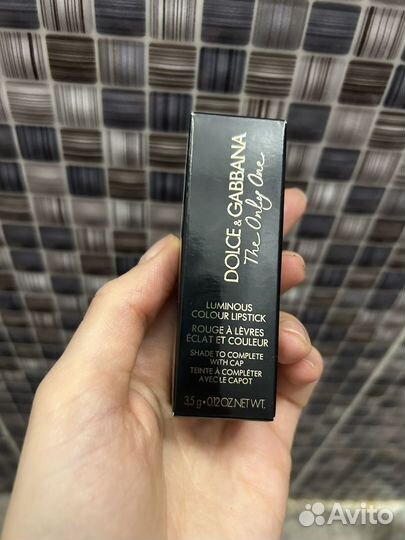 DOLCE & GABBANA
The Only One
LUMINOUS
COLOUR LIPSTICK
ROUGE À LÈVRES
ÉCLAT ET COULEUR
SHADE TO COMPLETE
WITH CAP
TEINTE À COMPLÉTER
AVEC LE CAPOT
3.5 g • 0.12 OZ. NET WT.
Avito